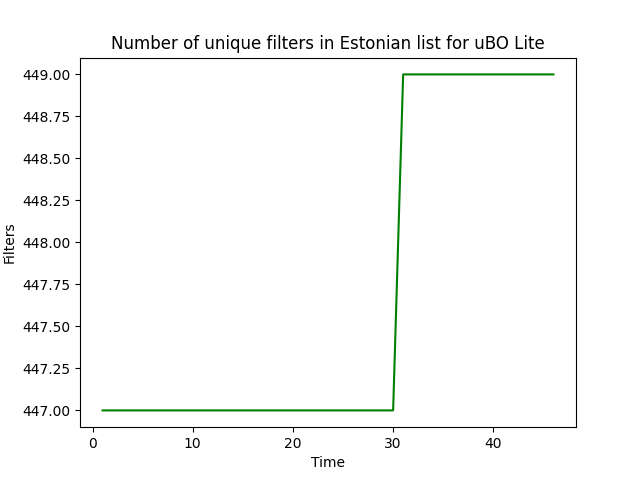 Number of unique filters in Estonian list for uBO Lite
449.00
448.75
448.50
448.25
448.00
447.75
447.50
447.25
447.00
Filters
0 10 20 30 40
Time